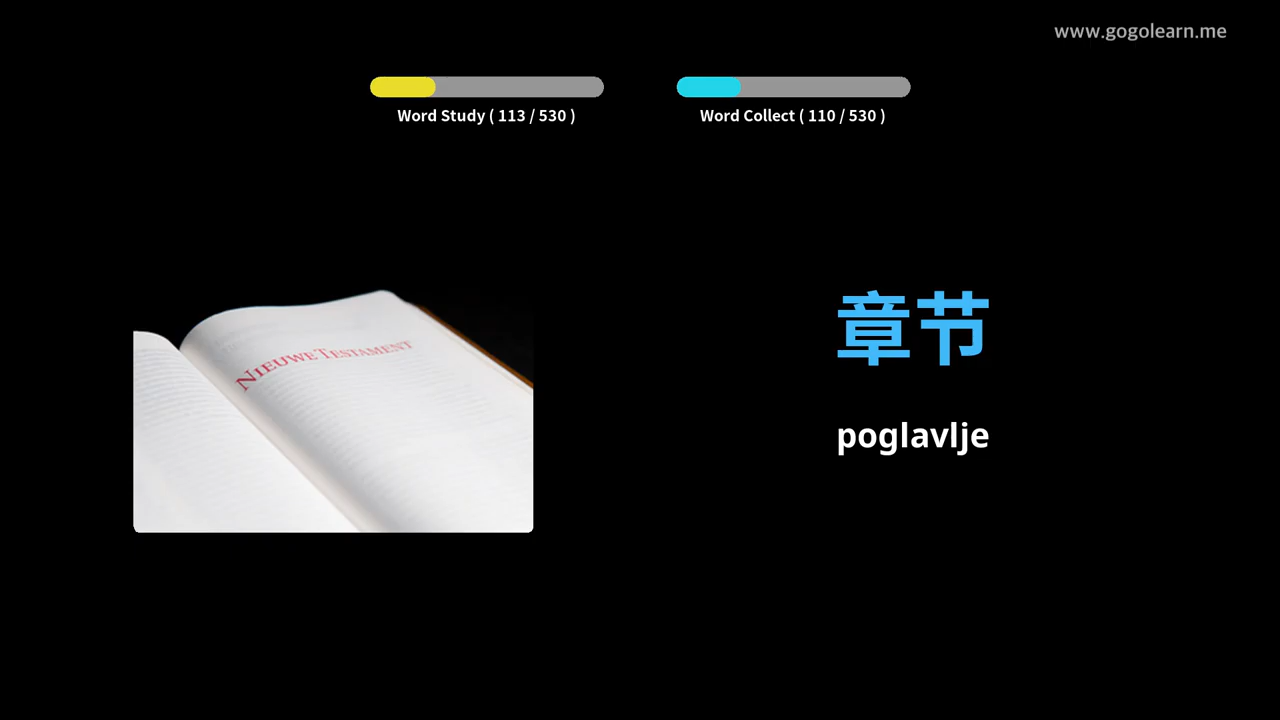 www.gogolearn.me
Word Study ( 113 / 530 )
Word Collect ( 110 / 530 )
NIEUWE TESTAMENT
章节
poglavlje